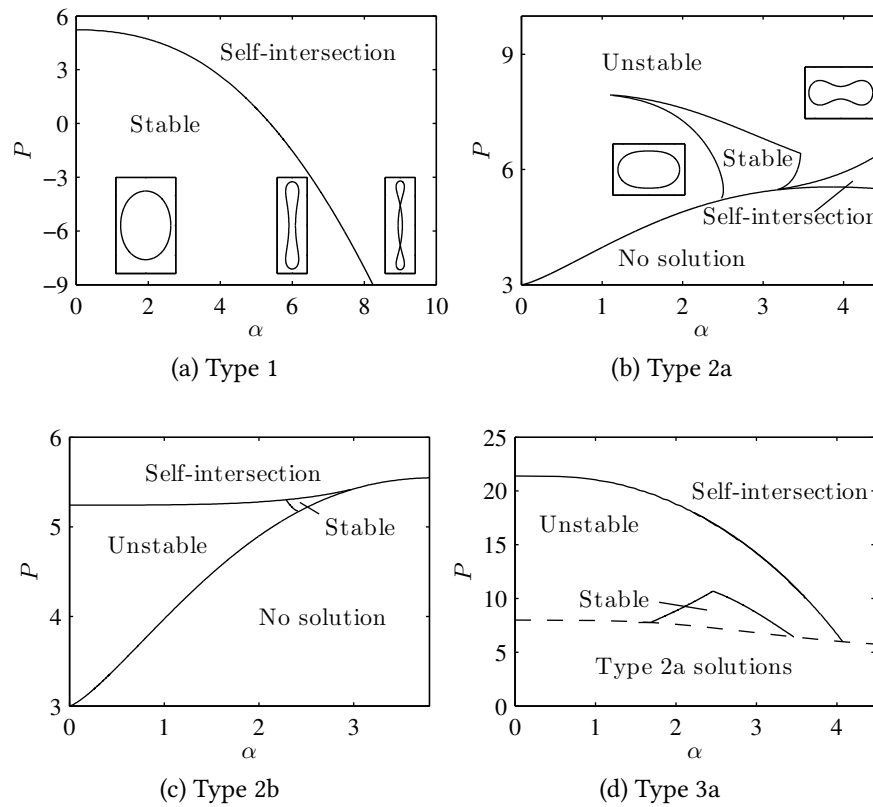 6
3
0
−3
−6
−9
P
Self-intersection
Stable
0 2 4 6 8 10
α
(a) Type 1
9
6
3
P
Unstable
Stable
Self-intersection
No solution
0 1 2 3 4
α
(b) Type 2a
6
5
4
3
P
Self-intersection
Stable
Unstable
No solution
0 1 2 3
α
(c) Type 2b
25
20
15
10
5
0
P
Self-intersection
Unstable
Stable
Type 2a solutions
0 1 2 3 4
α
(d) Type 3a